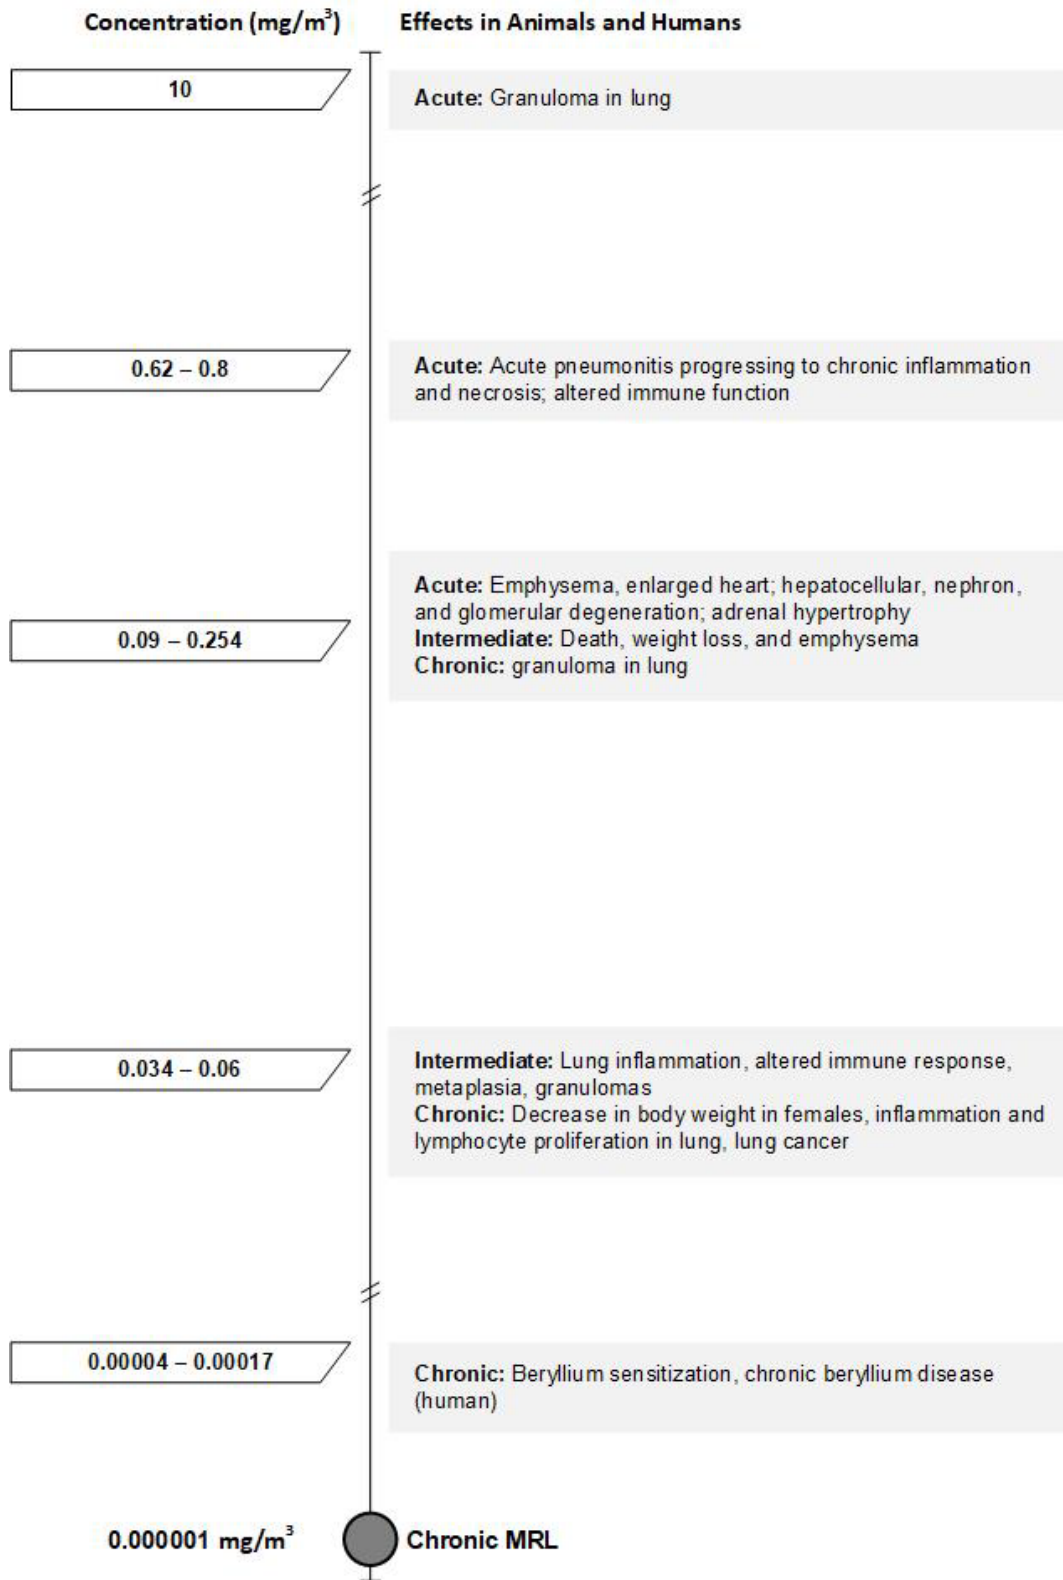 Concentration (mg/m³) Effects in Animals and Humans
10
Acute: Granuloma in lung
0.62 – 0.8
Acute: Acute pneumonitis progressing to chronic inflammation
and necrosis; altered immune function
0.09 – 0.254
Acute: Emphysema, enlarged heart; hepatocellular, nephron,
and glomerular degeneration; adrenal hypertrophy
Intermediate: Death, weight loss, and emphysema
Chronic: granuloma in lung
0.034 – 0.06
Intermediate: Lung inflammation, altered immune response,
metaplasia, granulomas
Chronic: Decrease in body weight in females, inflammation and
lymphocyte proliferation in lung, lung cancer
0.00004 – 0.00017
Chronic: Beryllium sensitization, chronic beryllium disease
(human)
0.000001 mg/m³ Chronic MRL